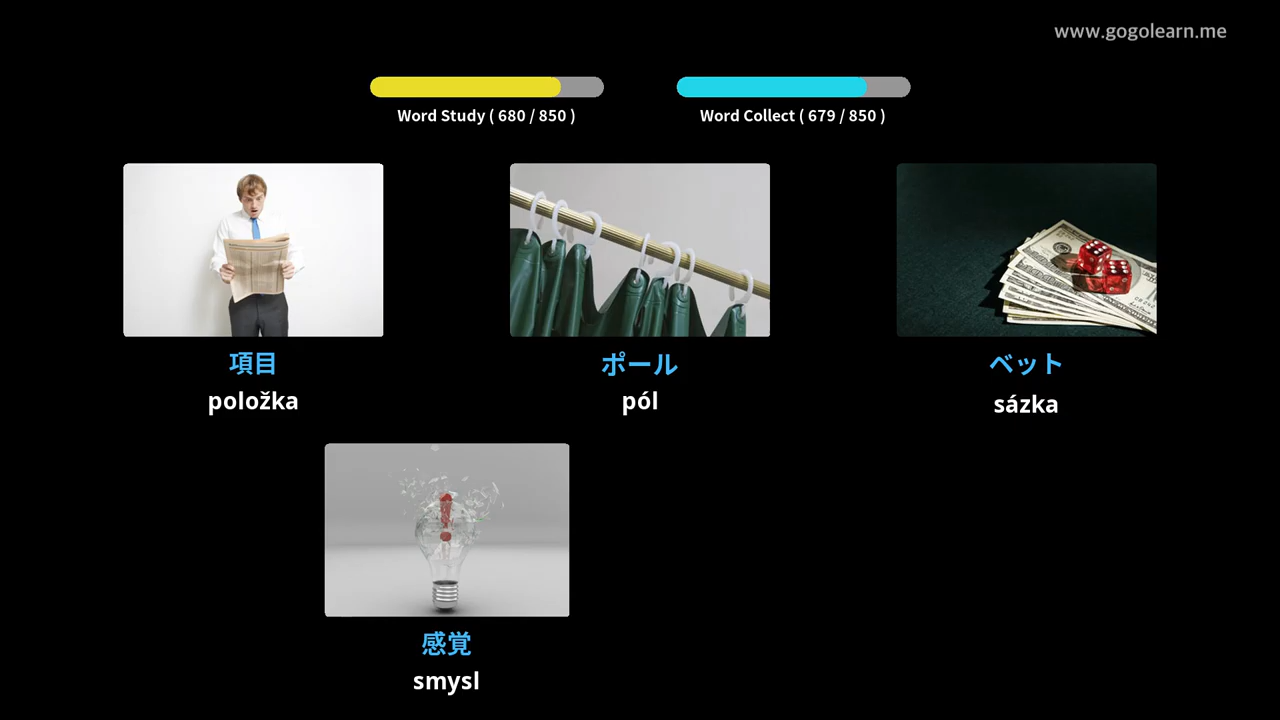 www.gogolearn.me
Word Study ( 680 / 850 )
Word Collect ( 679 / 850 )
項目
položka
ポール
pól
ベット
sázka
感覚
smysl